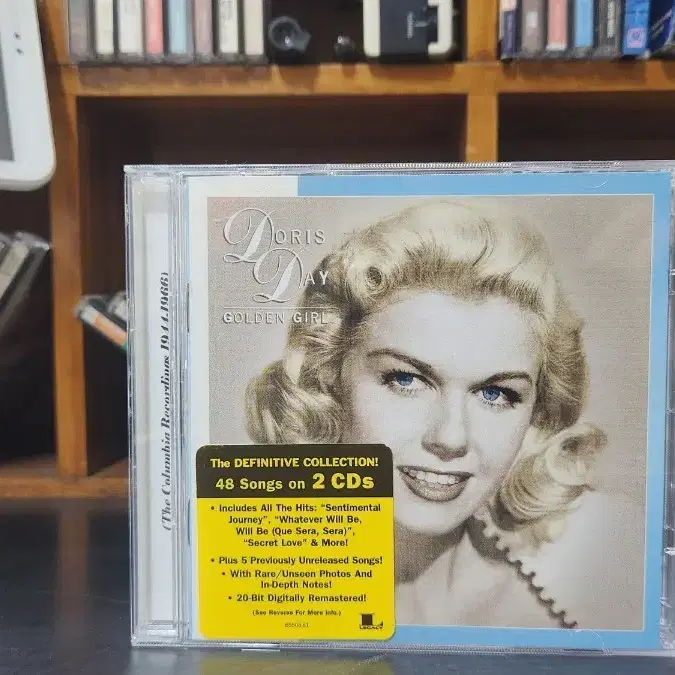 DORIS
DAY
GOLDEN GIRL
(The Columbia Recordings 1944-1966)
The DEFINITIVE COLLECTION!
48 Songs on 2 CDs
• Includes All The Hits: "Sentimental
Journey", "Whatever Will Be,
Will Be (Que Sera, Sera)",
"Secret Love" & More!
• Plus 5 Previously Unreleased Songs!
• With Rare/Unseen Photos And
In-Depth Notes!
• 20-Bit Digitally Remastered!
(See Reverse For More Info.)
LEGACY